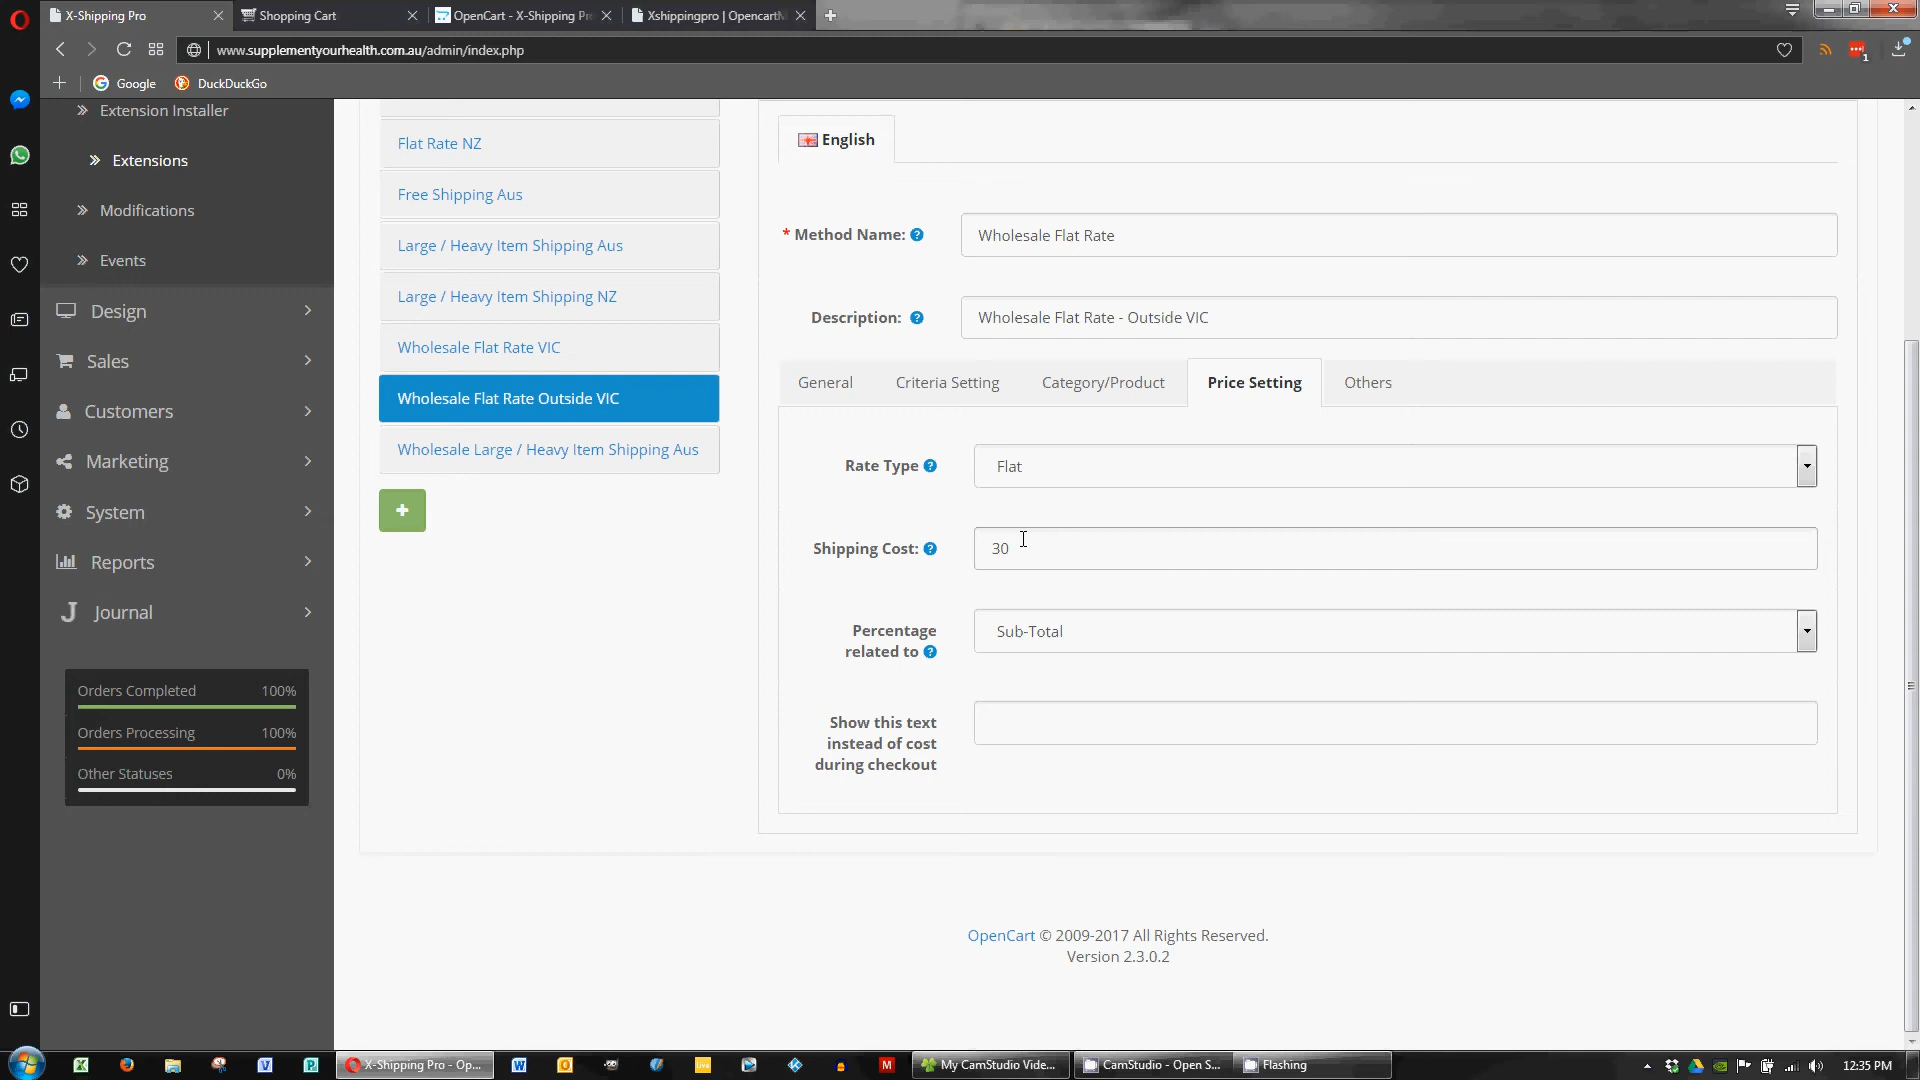 X-Shipping Pro
Shopping Cart
OpenCart - X-Shipping Pr
Xshippingpro | Opencart
www.supplementyourhealth.com.au/admin/index.php
1
Google
DuckDuckGo
Extension Installer
Extensions
Modifications
Events
Design
Sales
Customers
Marketing
System
Reports
Journal
Orders Completed 100%
Orders Processing 100%
Other Statuses 0%
Flat Rate NZ
Free Shipping Aus
Large / Heavy Item Shipping Aus
Large / Heavy Item Shipping NZ
Wholesale Flat Rate VIC
Wholesale Flat Rate Outside VIC
Wholesale Large / Heavy Item Shipping Aus
English
* Method Name: Wholesale Flat Rate
Description: Wholesale Flat Rate - Outside VIC
General
Criteria Setting
Category/Product
Price Setting
Others
Rate Type Flat
Shipping Cost: 30
Percentage
related to
Sub-Total
Show this text
instead of cost
during checkout
OpenCart © 2009-2017 All Rights Reserved.
Version 2.3.0.2
X-Shipping Pro - Op...
My CamStudio Vide...
CamStudio - Open S...
Flashing
12:35 PM